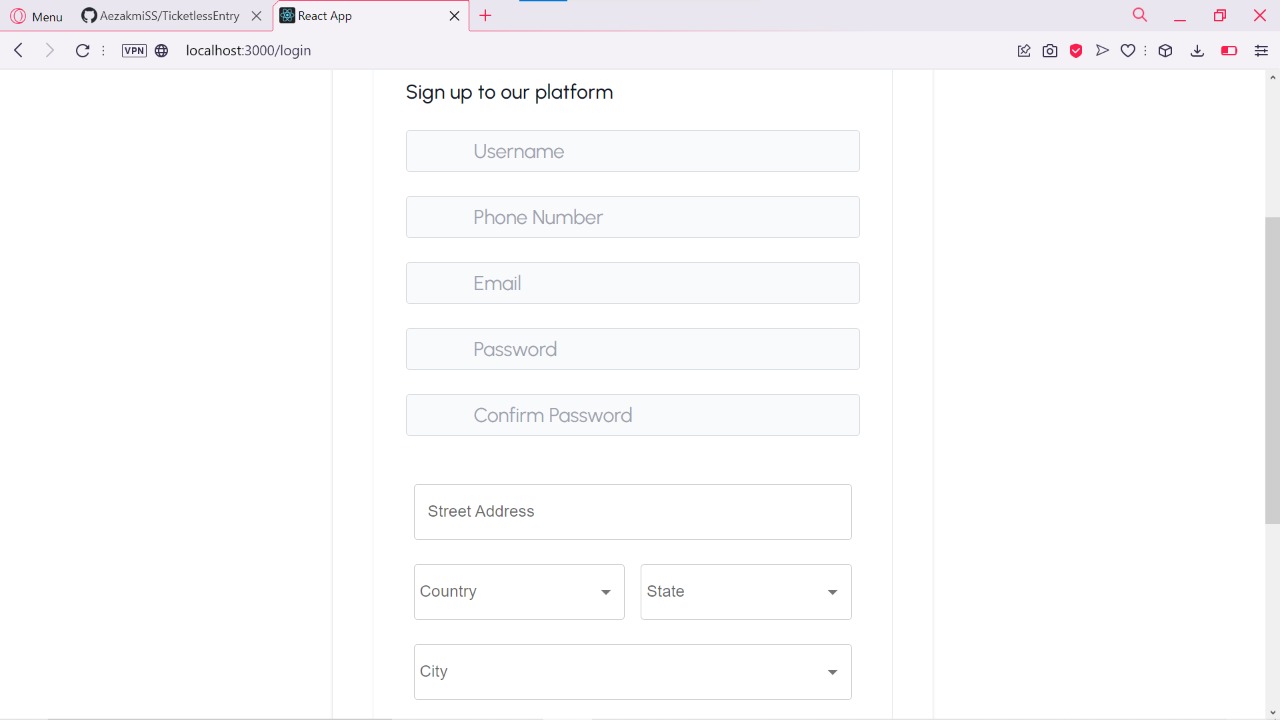 Menu
AezakmiSS/TicketlessEntry
React App
VPN
localhost:3000/login
Sign up to our platform
Username
Phone Number
Email
Password
Confirm Password
Street Address
Country
State
City